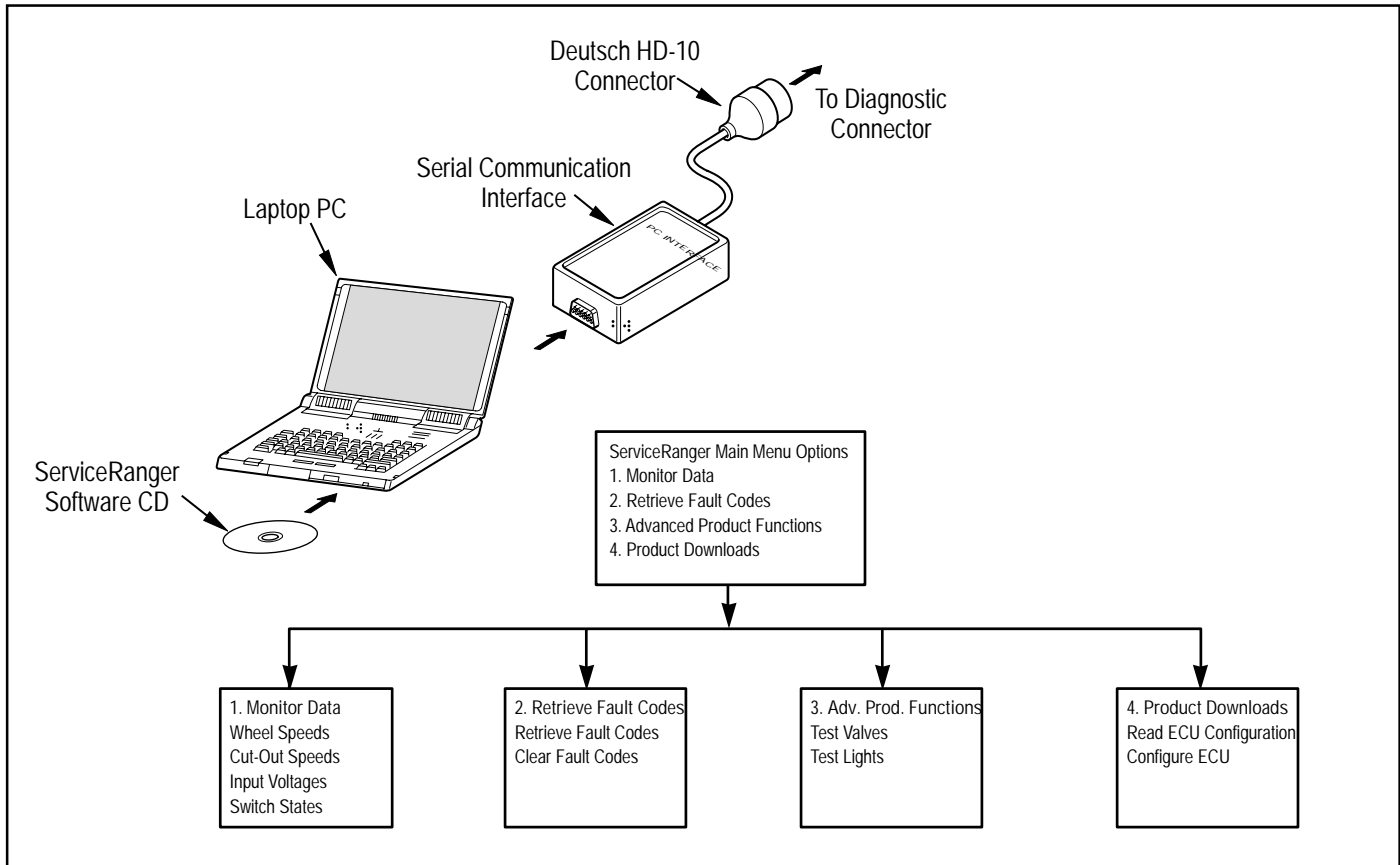 Deutsch HD-10
Connector
To Diagnostic
Connector
Serial Communication
Interface
Laptop PC
PC INTERFACE
ServiceRanger
Software CD
ServiceRanger Main Menu Options
1. Monitor Data
2. Retrieve Fault Codes
3. Advanced Product Functions
4. Product Downloads
1. Monitor Data
Wheel Speeds
Cut-Out Speeds
Input Voltages
Switch States
2. Retrieve Fault Codes
Retrieve Fault Codes
Clear Fault Codes
3. Adv. Prod. Functions
Test Valves
Test Lights
4. Product Downloads
Read ECU Configuration
Configure ECU